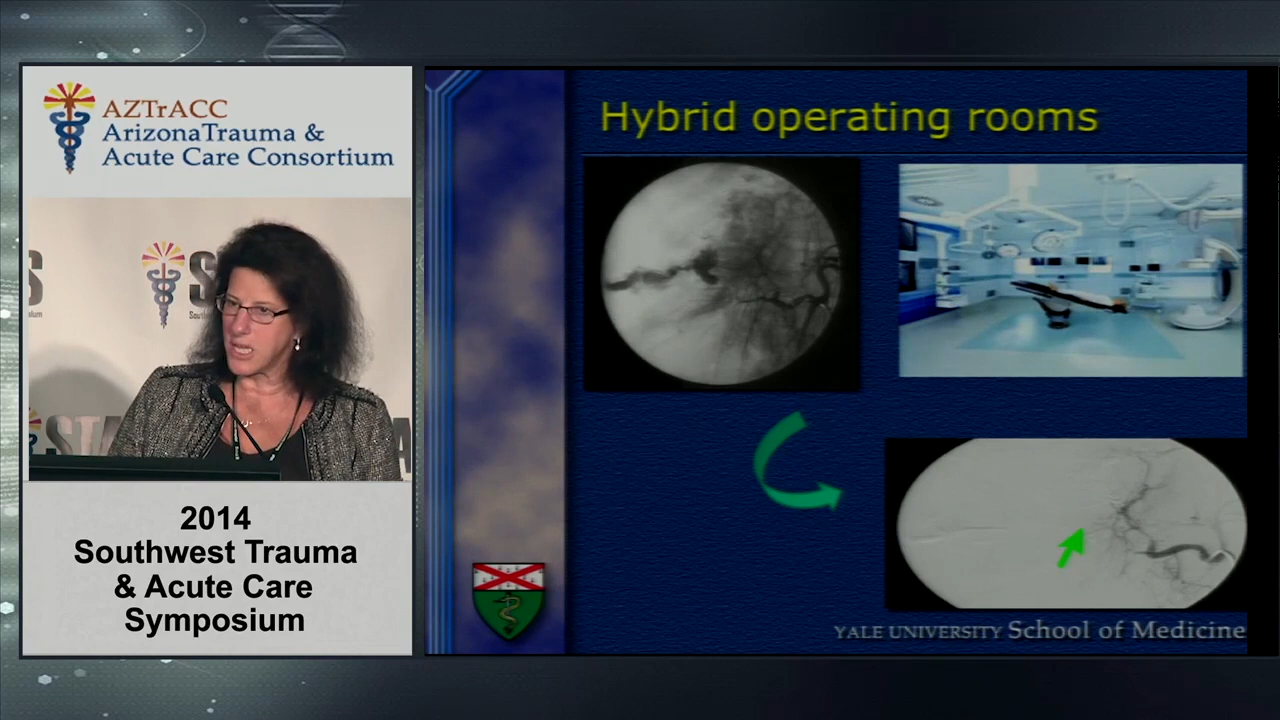 AZTrACC
ArizonaTrauma &
Acute Care Consortium
2014
Southwest Trauma
& Acute Care
Symposium
Hybrid operating rooms
YALE UNIVERSITY School of Medicine